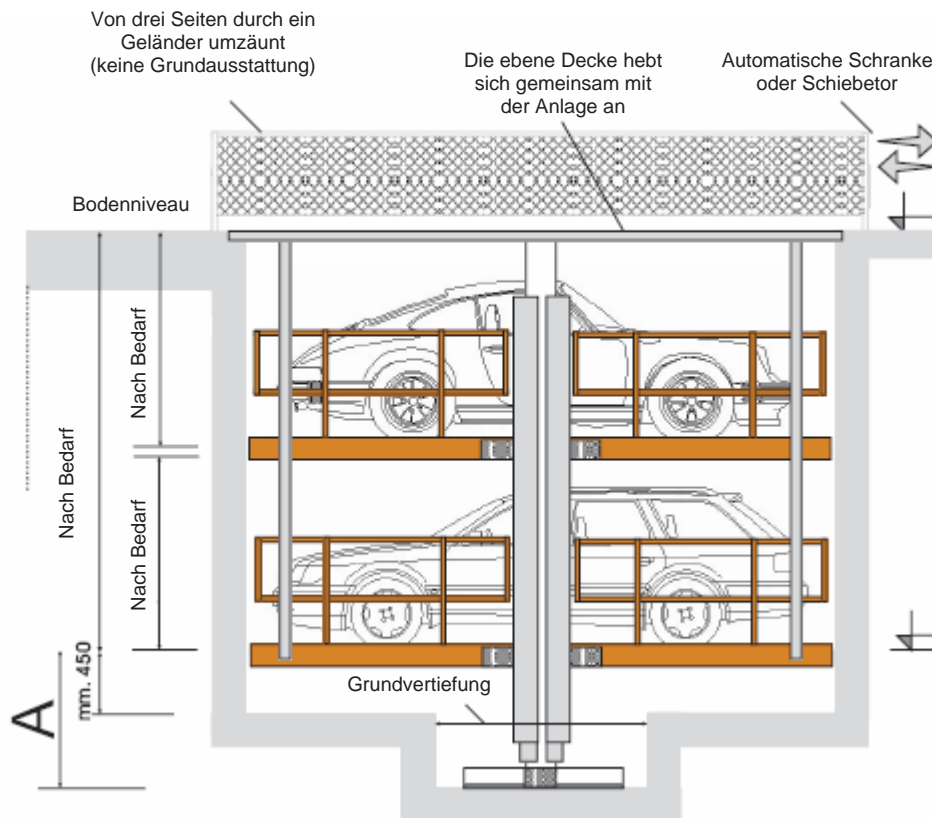 Von drei Seiten durch ein
Geländer umzäunt
(keine Grundausstattung)
Die ebene Decke hebt
sich gemeinsam mit
der Anlage an
Automatische Schranke
oder Schiebetor
Bodenniveau
Nach Bedarf
Nach Bedarf
Nach Bedarf
mm. 450
A
Grundvertiefung